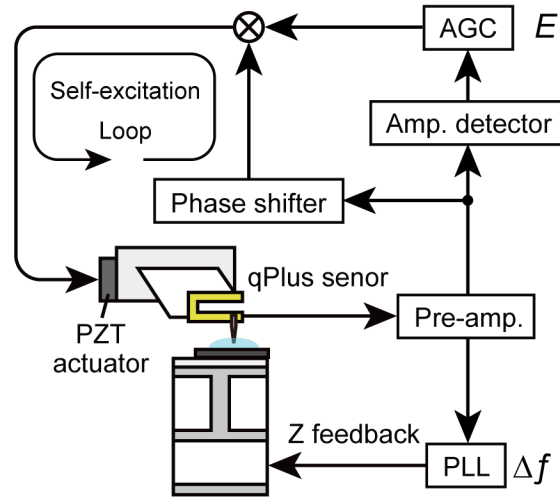 AGC
E
Self-excitation
Loop
Amp. detector
Phase shifter
qPlus senor
PZT
actuator
Pre-amp.
Z feedback
PLL
Δf